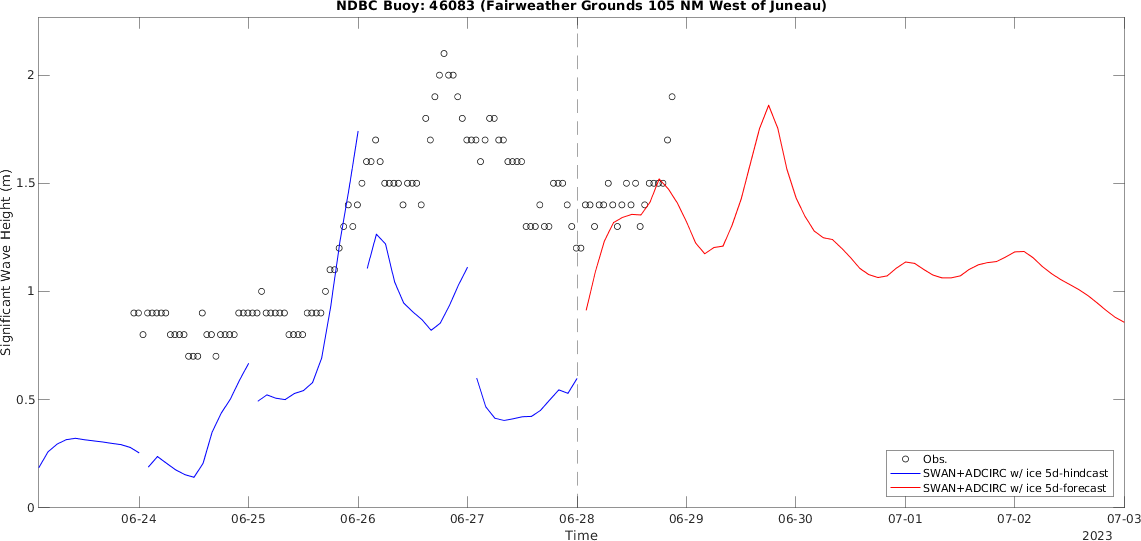 NDBC Buoy: 46083 (Fairweather Grounds 105 NM West of Juneau)
Significant Wave Height (m)
2
1.5
1
0.5
0
06-24
06-25
06-26
06-27
06-28
06-29
06-30
07-01
07-02
07-03
Time
2023
Obs.
SWAN+ADCIRC w/ ice 5d-hindcast
SWAN+ADCIRC w/ ice 5d-forecast